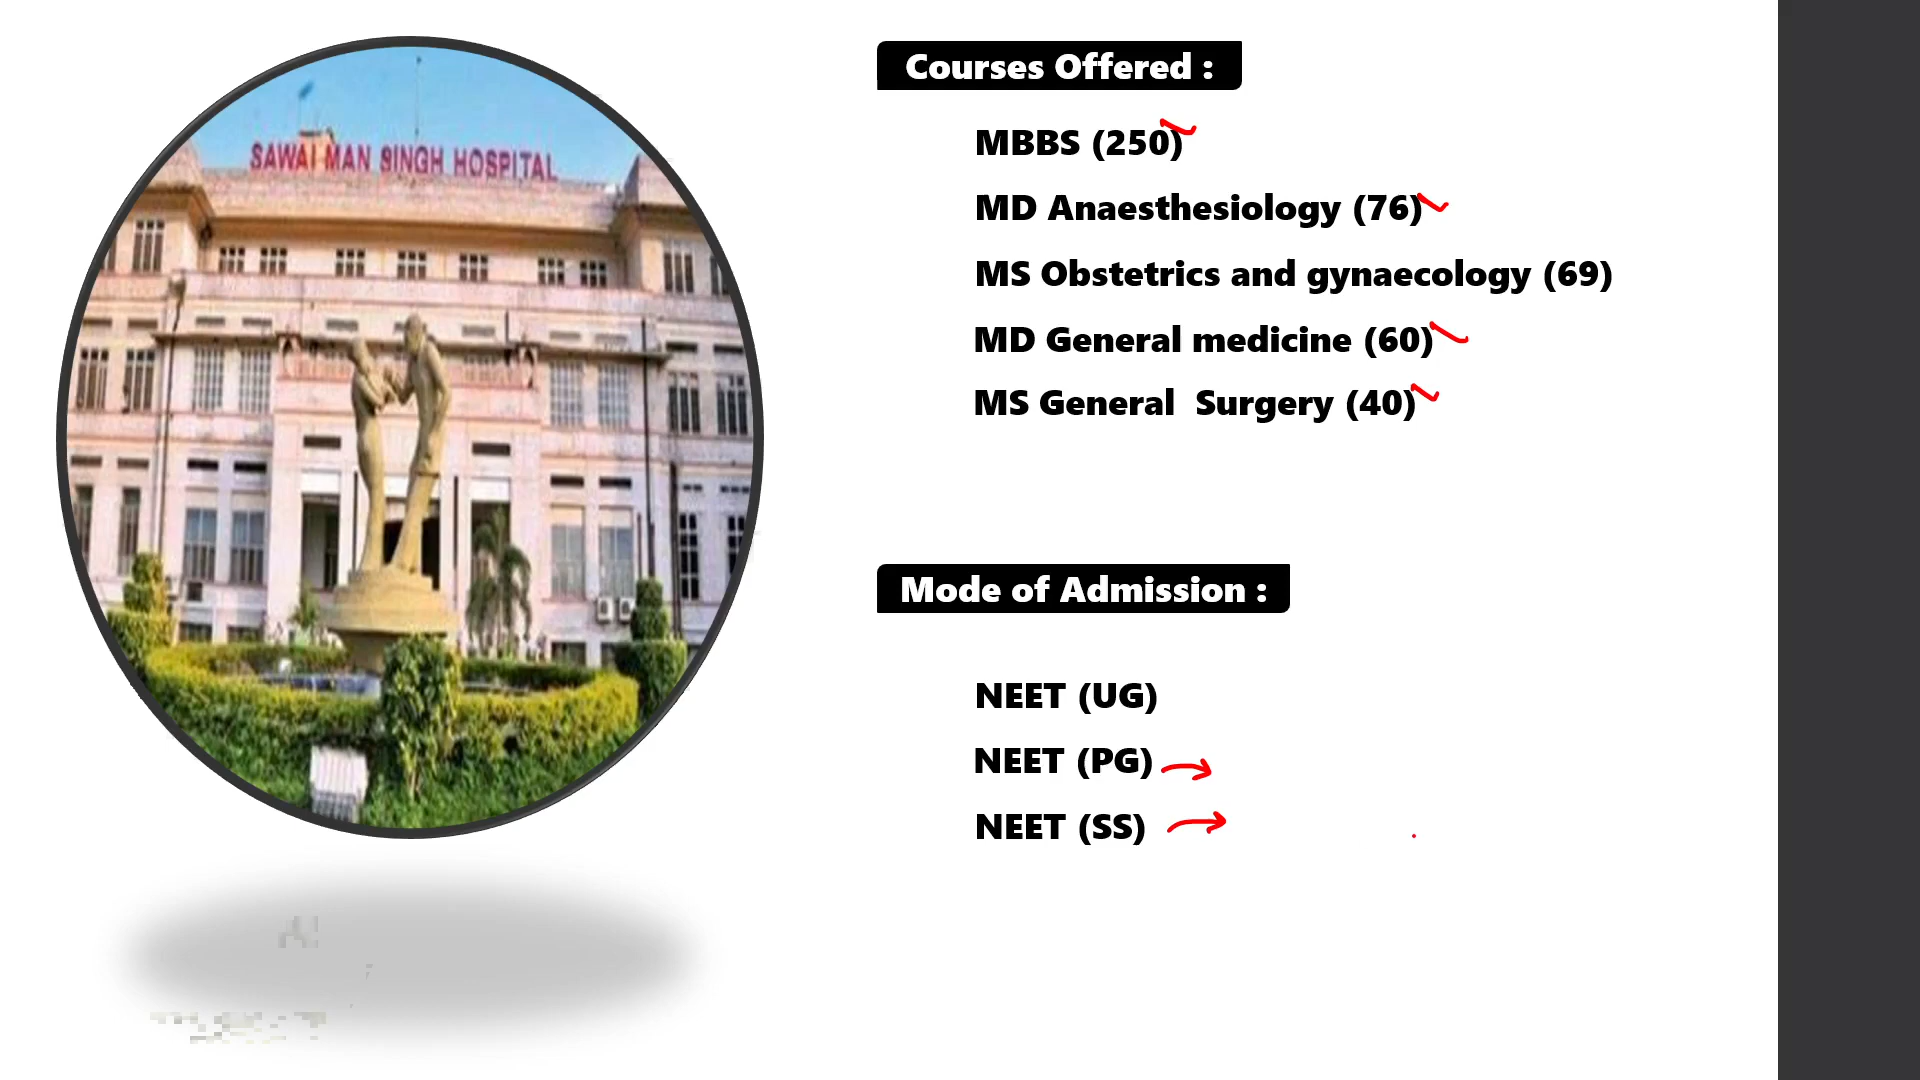 SAWAI MAN SINGH HOSPITAL
Courses Offered :
MBBS (250)
MD Anaesthesiology (76)
MS Obstetrics and gynaecology (69)
MD General medicine (60)
MS General Surgery (40)
Mode of Admission :
NEET (UG)
NEET (PG)
NEET (SS)